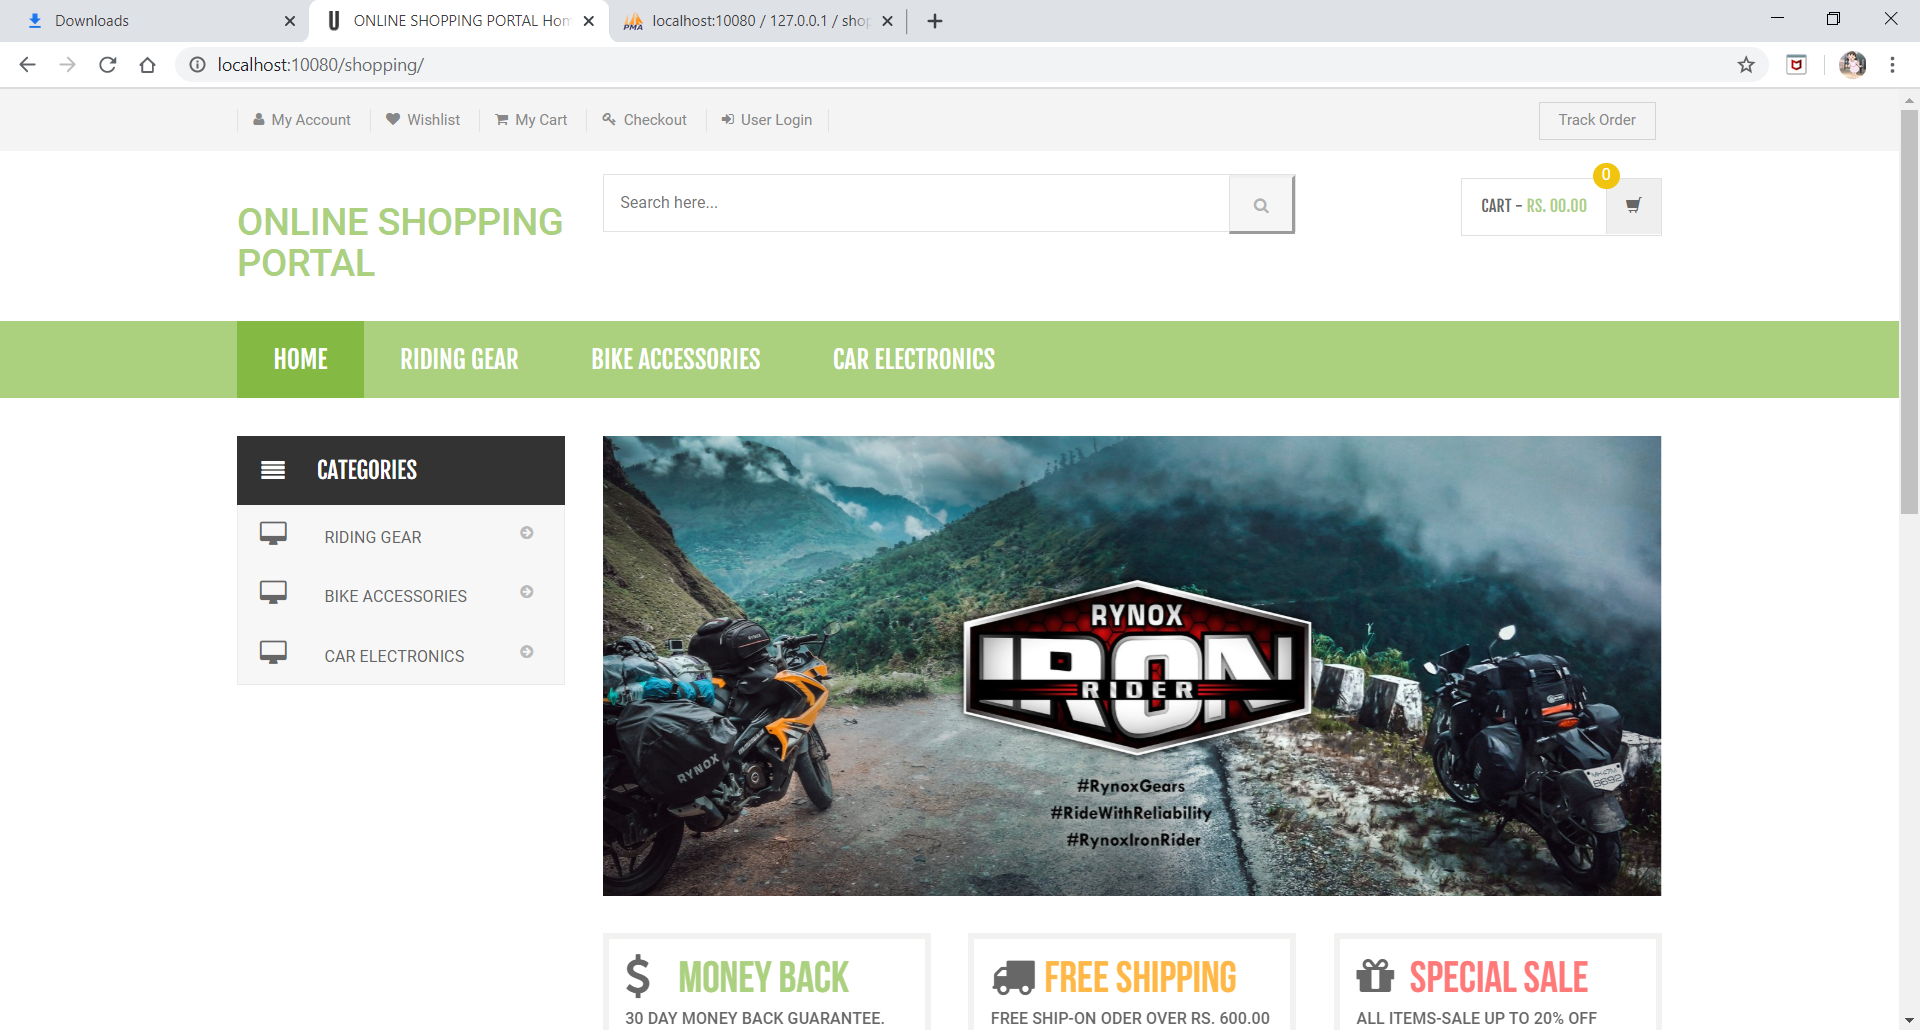 Downloads
ONLINE SHOPPING PORTAL Hom
PMA
localhost:10080 / 127.0.0.1 / shop
localhost:10080/shopping/
My Account
Wishlist
My Cart
Checkout
User Login
Track Order
ONLINE SHOPPING
PORTAL
Search here...
0
CART - RS. 00.00
HOME
RIDING GEAR
BIKE ACCESSORIES
CAR ELECTRONICS
CATEGORIES
RIDING GEAR
BIKE ACCESSORIES
CAR ELECTRONICS
RYNOX
IRON
RIDER
RYNOX
#RynoxGears
#RideWithReliability
#RynoxIronRider
$ MONEY BACK
30 DAY MONEY BACK GUARANTEE.
FREE SHIPPING
FREE SHIP-ON ODER OVER RS. 600.00
SPECIAL SALE
ALL ITEMS-SALE UP TO 20% OFF